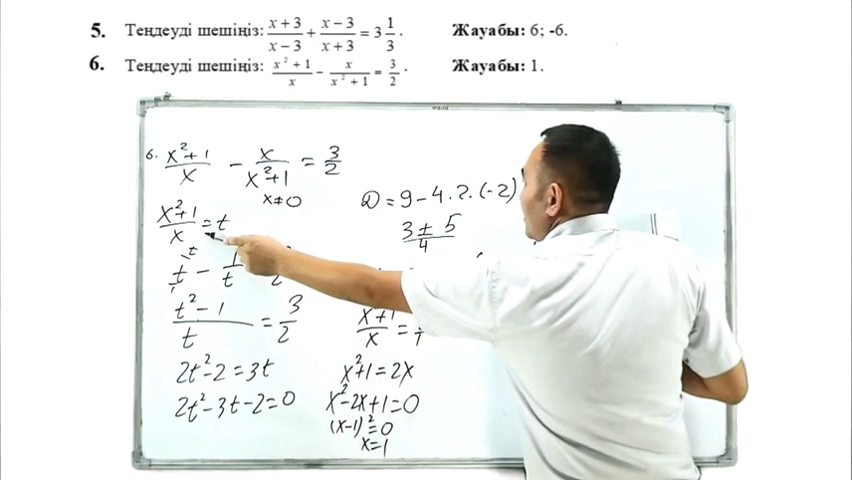 5. Теңдеуді шешіңіз: (x + 3)/(x − 3) + (x − 3)/(x + 3) = 3 1/3. Жауабы: 6; -6.
6. Теңдеуді шешіңіз: (x² + 1)/x − x/(x² + 1) = 3/2. Жауабы: 1.
6. (x²+1)/x − x/(x²+1) = 3/2
x≠0
(x²+1)/x = t
t − 1/t
2
(t²−1)/t = 3/2
2t²−2=3t
2t²−3t−2=0
D = 9 − 4·2·(−2)
(3 ± 5)/4
(x+1)/x =
x²+1=2x
x²−2x+1=0
(x−1)²=0
x=1